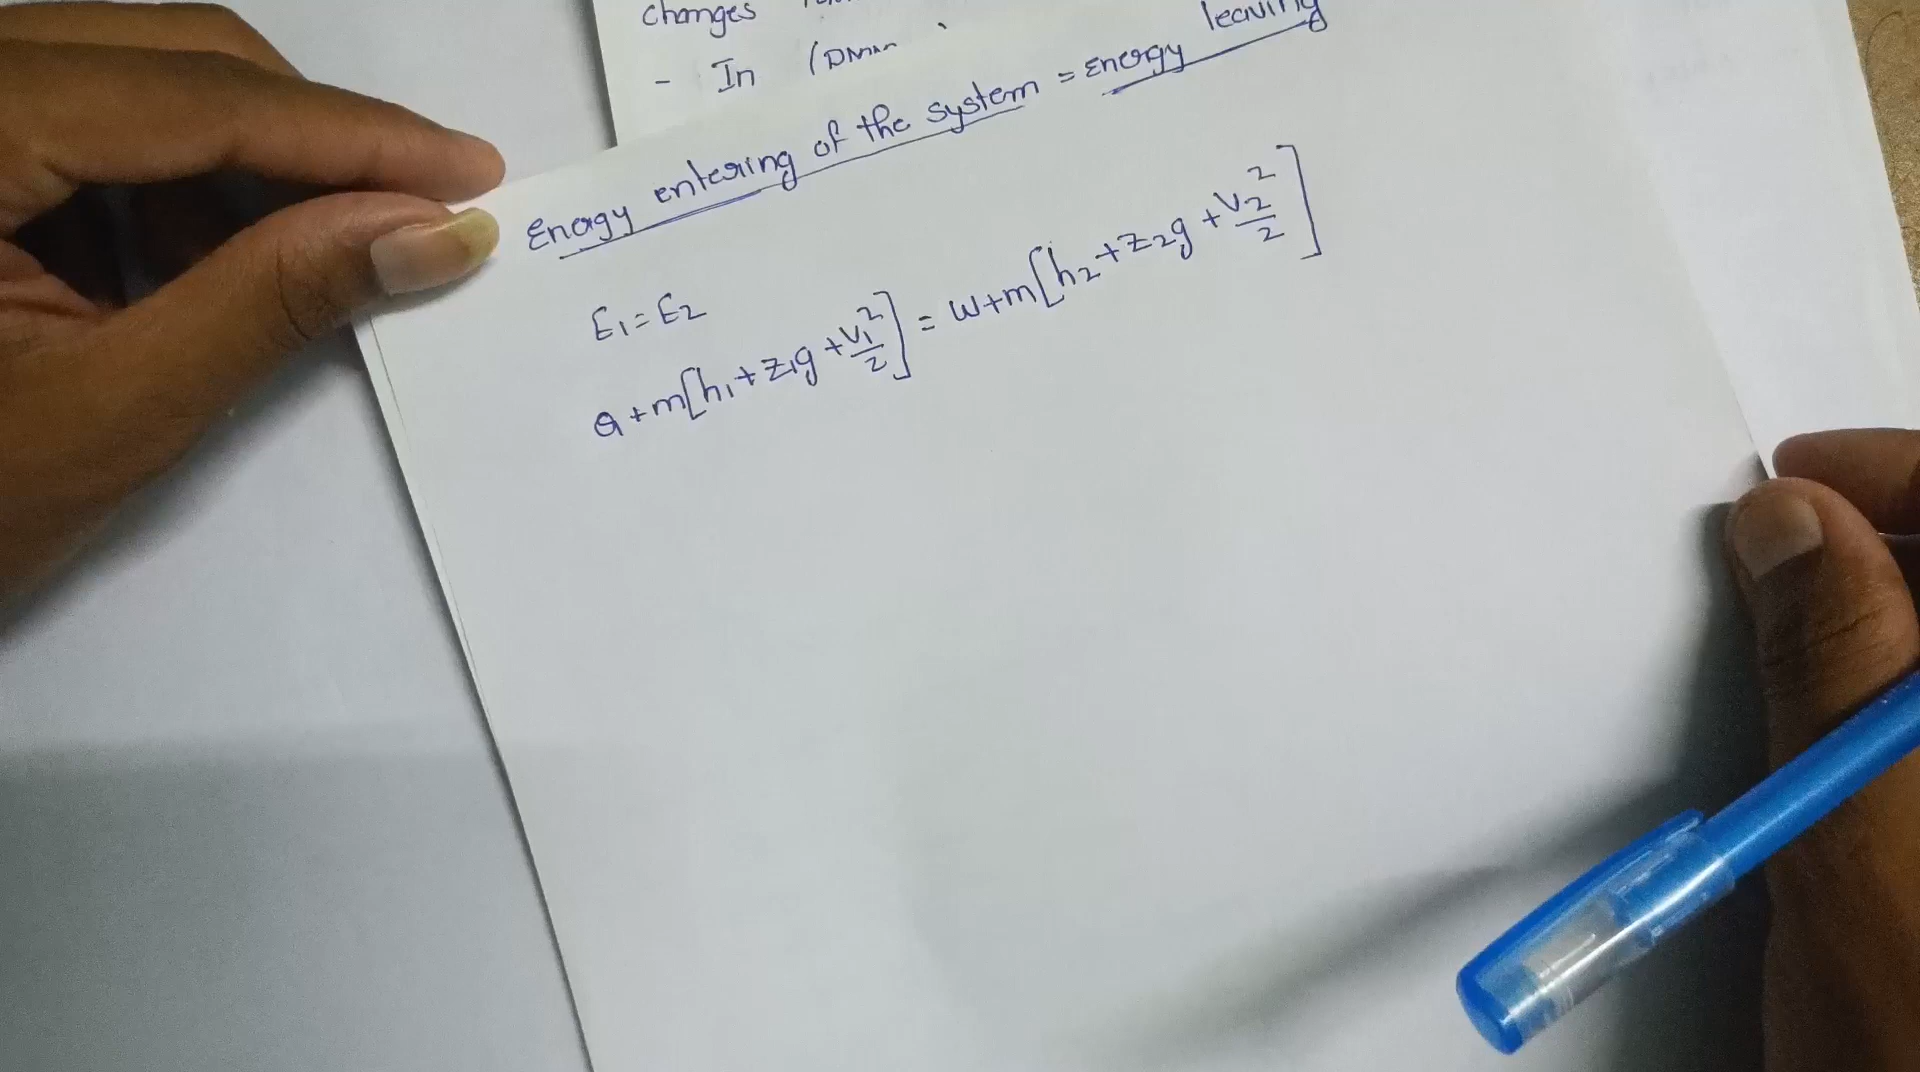 changes
- In
Energy entering of the system = Energy leaving
E₁ = E₂
Q + m[h₁ + z₁g + v₁²/2] = W + m[h₂ + z₂g + v₂²/2]